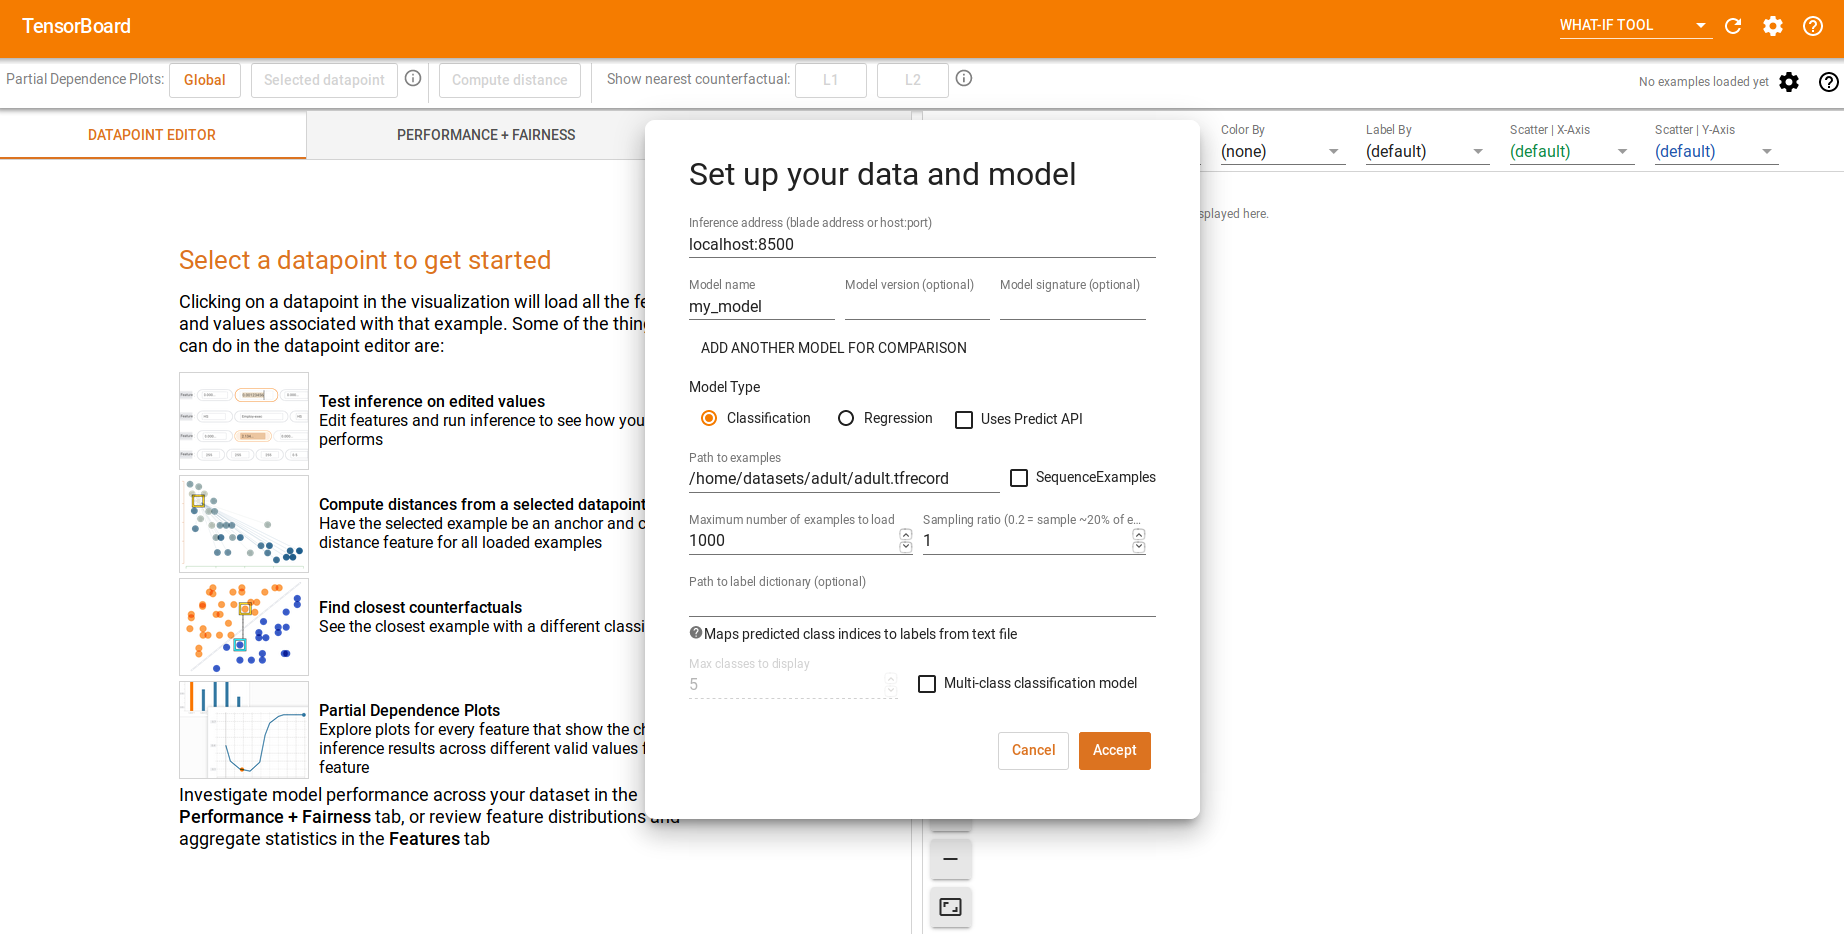 TensorBoard
WHAT-IF TOOL
Partial Dependence Plots:
Global
Selected datapoint
Compute distance
Show nearest counterfactual:
L1
L2
No examples loaded yet
DATAPOINT EDITOR
PERFORMANCE + FAIRNESS
Color By
(none)
Label By
(default)
Scatter | X-Axis
(default)
Scatter | Y-Axis
(default)
splayed here.
Select a datapoint to get started
Clicking on a datapoint in the visualization will load all the fe
and values associated with that example. Some of the thin
can do in the datapoint editor are:
Test inference on edited values
Edit features and run inference to see how you
performs
Compute distances from a selected datapoint
Have the selected example be an anchor and c
distance feature for all loaded examples
Find closest counterfactuals
See the closest example with a different classi
Partial Dependence Plots
Explore plots for every feature that show the ch
inference results across different valid values f
feature
Investigate model performance across your dataset in the
Performance + Fairness tab, or review feature distributions and
aggregate statistics in the Features tab
Set up your data and model
Inference address (blade address or host:port)
localhost:8500
Model name
my_model
Model version (optional)
Model signature (optional)
ADD ANOTHER MODEL FOR COMPARISON
Model Type
Classification
Regression
Uses Predict API
Path to examples
/home/datasets/adult/adult.tfrecord
SequenceExamples
Maximum number of examples to load
1000
Sampling ratio (0.2 = sample ~20% of e...
1
Path to label dictionary (optional)
Maps predicted class indices to labels from text file
Max classes to display
5
Multi-class classification model
Cancel
Accept